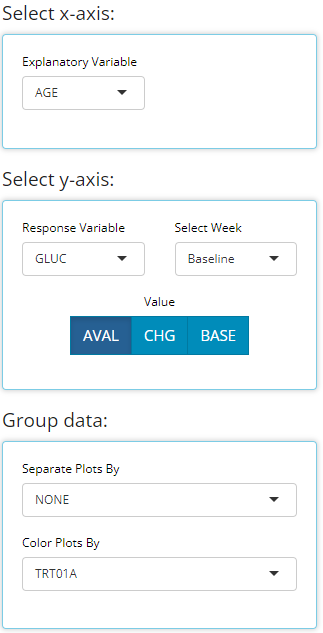 Select x-axis:
Explanatory Variable
AGE
Select y-axis:
Response Variable Select Week
GLUC Baseline
Value
AVAL CHG BASE
Group data:
Separate Plots By
NONE
Color Plots By
TRT01A